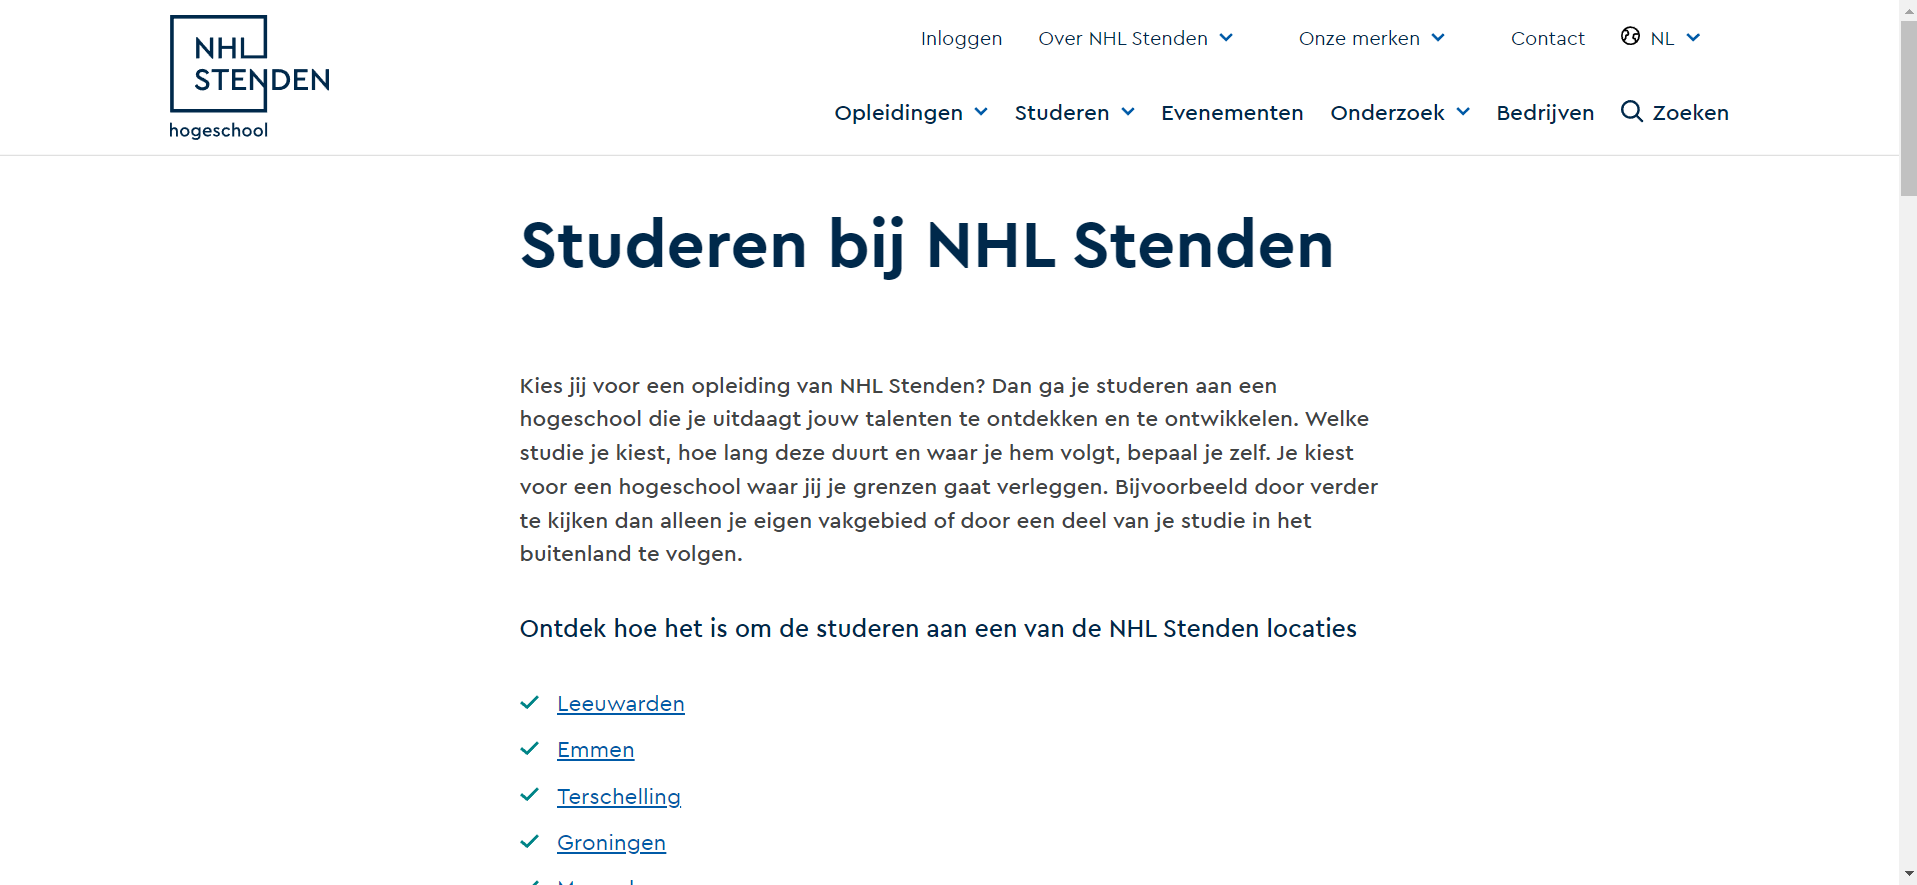 NHL
STENDEN
hogeschool
Inloggen Over NHL Stenden Onze merken Contact NL
Opleidingen Studeren Evenementen Onderzoek Bedrijven Zoeken
Studeren bij NHL Stenden
Kies jij voor een opleiding van NHL Stenden? Dan ga je studeren aan een
hogeschool die je uitdaagt jouw talenten te ontdekken en te ontwikkelen. Welke
studie je kiest, hoe lang deze duurt en waar je hem volgt, bepaal je zelf. Je kiest
voor een hogeschool waar jij je grenzen gaat verleggen. Bijvoorbeeld door verder
te kijken dan alleen je eigen vakgebied of door een deel van je studie in het
buitenland te volgen.
Ontdek hoe het is om de studeren aan een van de NHL Stenden locaties
Leeuwarden
Emmen
Terschelling
Groningen